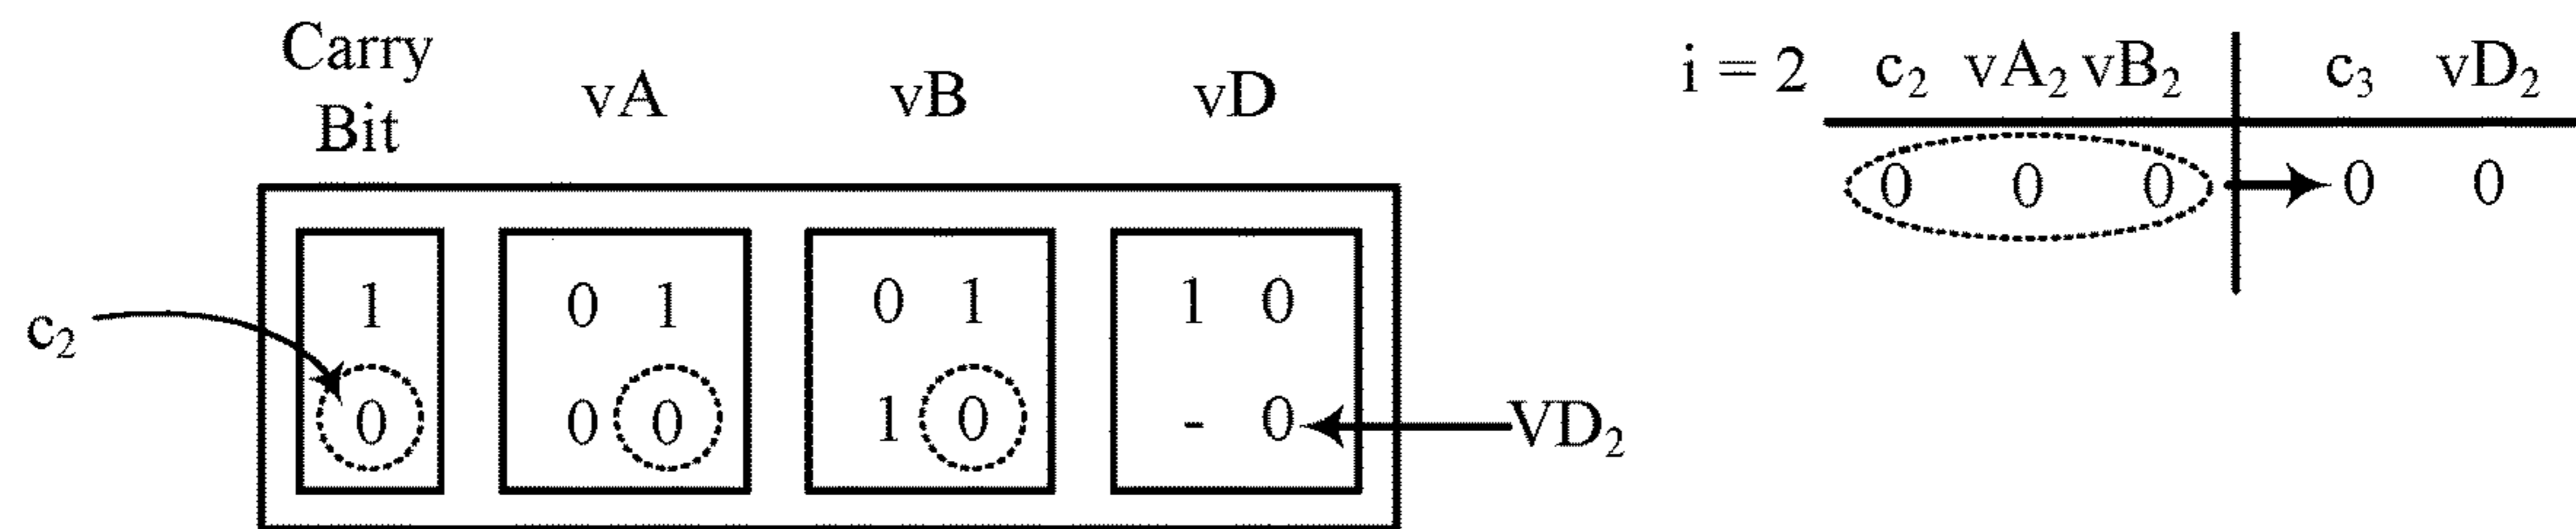 Carry
Bit vA vB vD
1 0 1 0 1 1 0
0 0 0 1 0 - 0
c₂
VD₂
i = 2 c₂ vA₂ vB₂ c₃ vD₂
0 0 0 0 0